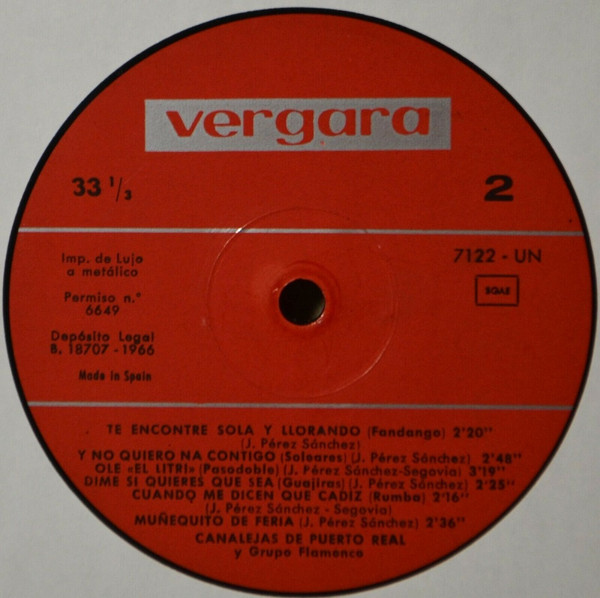 vergara
33 1/3
2
Imp. de Lujo
a metálico
7122 - UN
SGAE
Permiso n.º
6649
Depósito Legal
B. 18707 - 1966
Made in Spain
TE ENCONTRE SOLA Y LLORANDO (Fandango) 2'20''
(J. Pérez Sánchez)
Y NO QUIERO NA CONTIGO (Soleares) (J. Pérez Sánchez) 2'48''
OLE «EL LITRI» (Pasodoble) (J. Pérez Sánchez-Segovia) 3'19''
DIME SI QUIERES QUE SEA (Guajiras) (J. Pérez Sánchez) 2'25''
CUANDO ME DICEN QUE CADIZ (Rumba) 2'16''
(J. Pérez Sánchez - Segovia)
MUÑEQUITO DE FERIA (J. Pérez Sánchez) 2'36''
CANALEJAS DE PUERTO REAL
y Grupo Flamenco